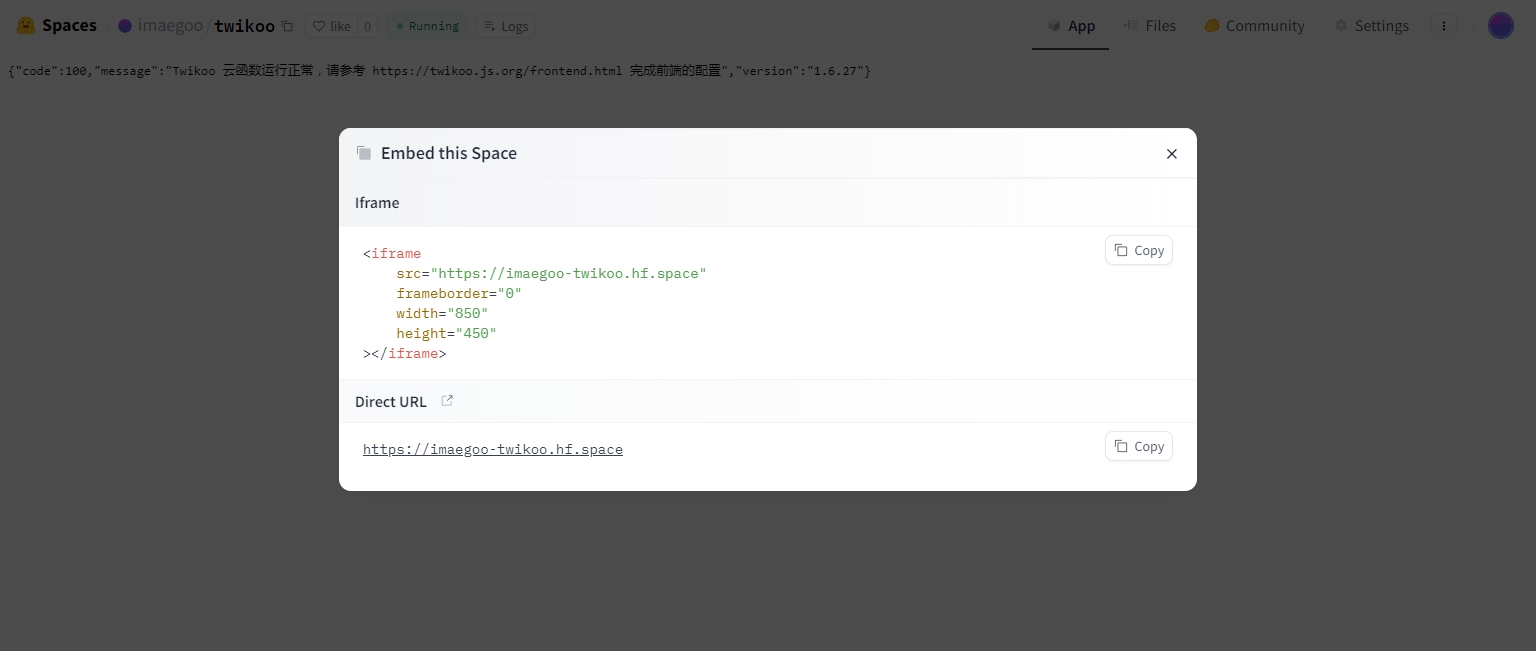 Spaces imaegoo/twikoo like 0 Running Logs App Files Community Settings
{"code":100,"message":"Twikoo 云函数运行正常，请参考 https://twikoo.js.org/frontend.html 完成前端的配置","version":"1.6.27"}
Embed this Space
Iframe
<iframe
    src="https://imaegoo-twikoo.hf.space"
    frameborder="0"
    width="850"
    height="450"
></iframe>
Copy
Direct URL
https://imaegoo-twikoo.hf.space
Copy